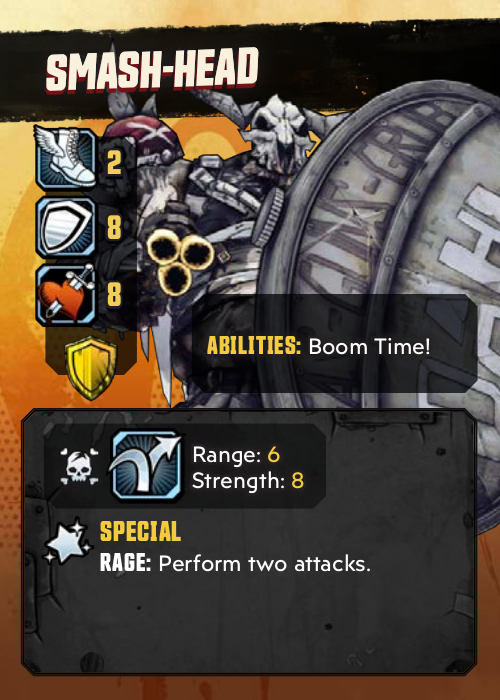 SMASH-HEAD
2
8
8
ABILITIES: Boom Time!
Range: 6
Strength: 8
SPECIAL
RAGE: Perform two attacks.